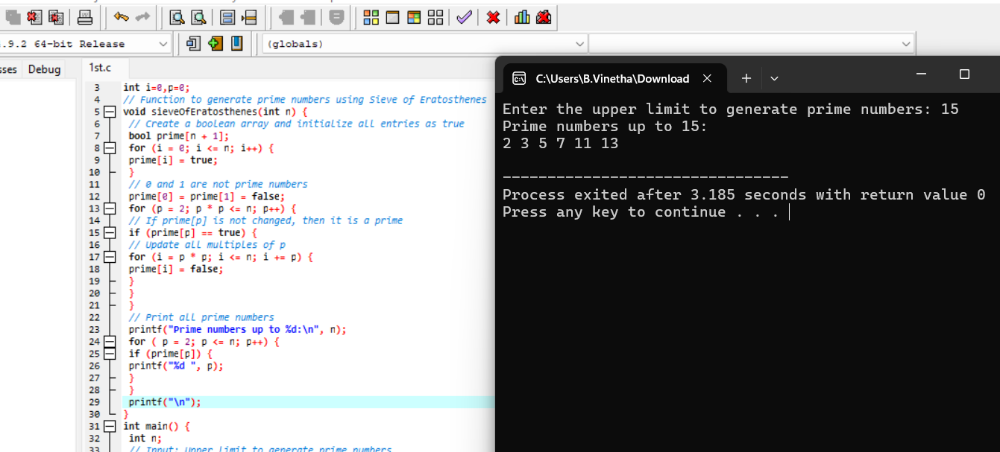 .9.2 64-bit Release
(globals)
sses Debug
1st.c
3 int i=0,p=0;
4 // Function to generate prime numbers using Sieve of Eratosthenes
5 void sieveOfEratosthenes(int n) {
6 // Create a boolean array and initialize all entries as true
7 bool prime[n + 1];
8 for (i = 0; i <= n; i++) {
9 prime[i] = true;
10 }
11 // 0 and 1 are not prime numbers
12 prime[0] = prime[1] = false;
13 for (p = 2; p * p <= n; p++) {
14 // If prime[p] is not changed, then it is a prime
15 if (prime[p] == true) {
16 // Update all multiples of p
17 for (i = p * p; i <= n; i += p) {
18 prime[i] = false;
19 }
20 }
21 }
22 // Print all prime numbers
23 printf("Prime numbers up to %d:\n", n);
24 for ( p = 2; p <= n; p++) {
25 if (prime[p]) {
26 printf("%d ", p);
27 }
28 }
29 printf("\n");
30 }
31 int main() {
32 int n;
33 // Input: Upper limit to generate prime numbers
C:\Users\B.Vinetha\Download
Enter the upper limit to generate prime numbers: 15
Prime numbers up to 15:
2 3 5 7 11 13
--------------------------------
Process exited after 3.185 seconds with return value 0
Press any key to continue . . .